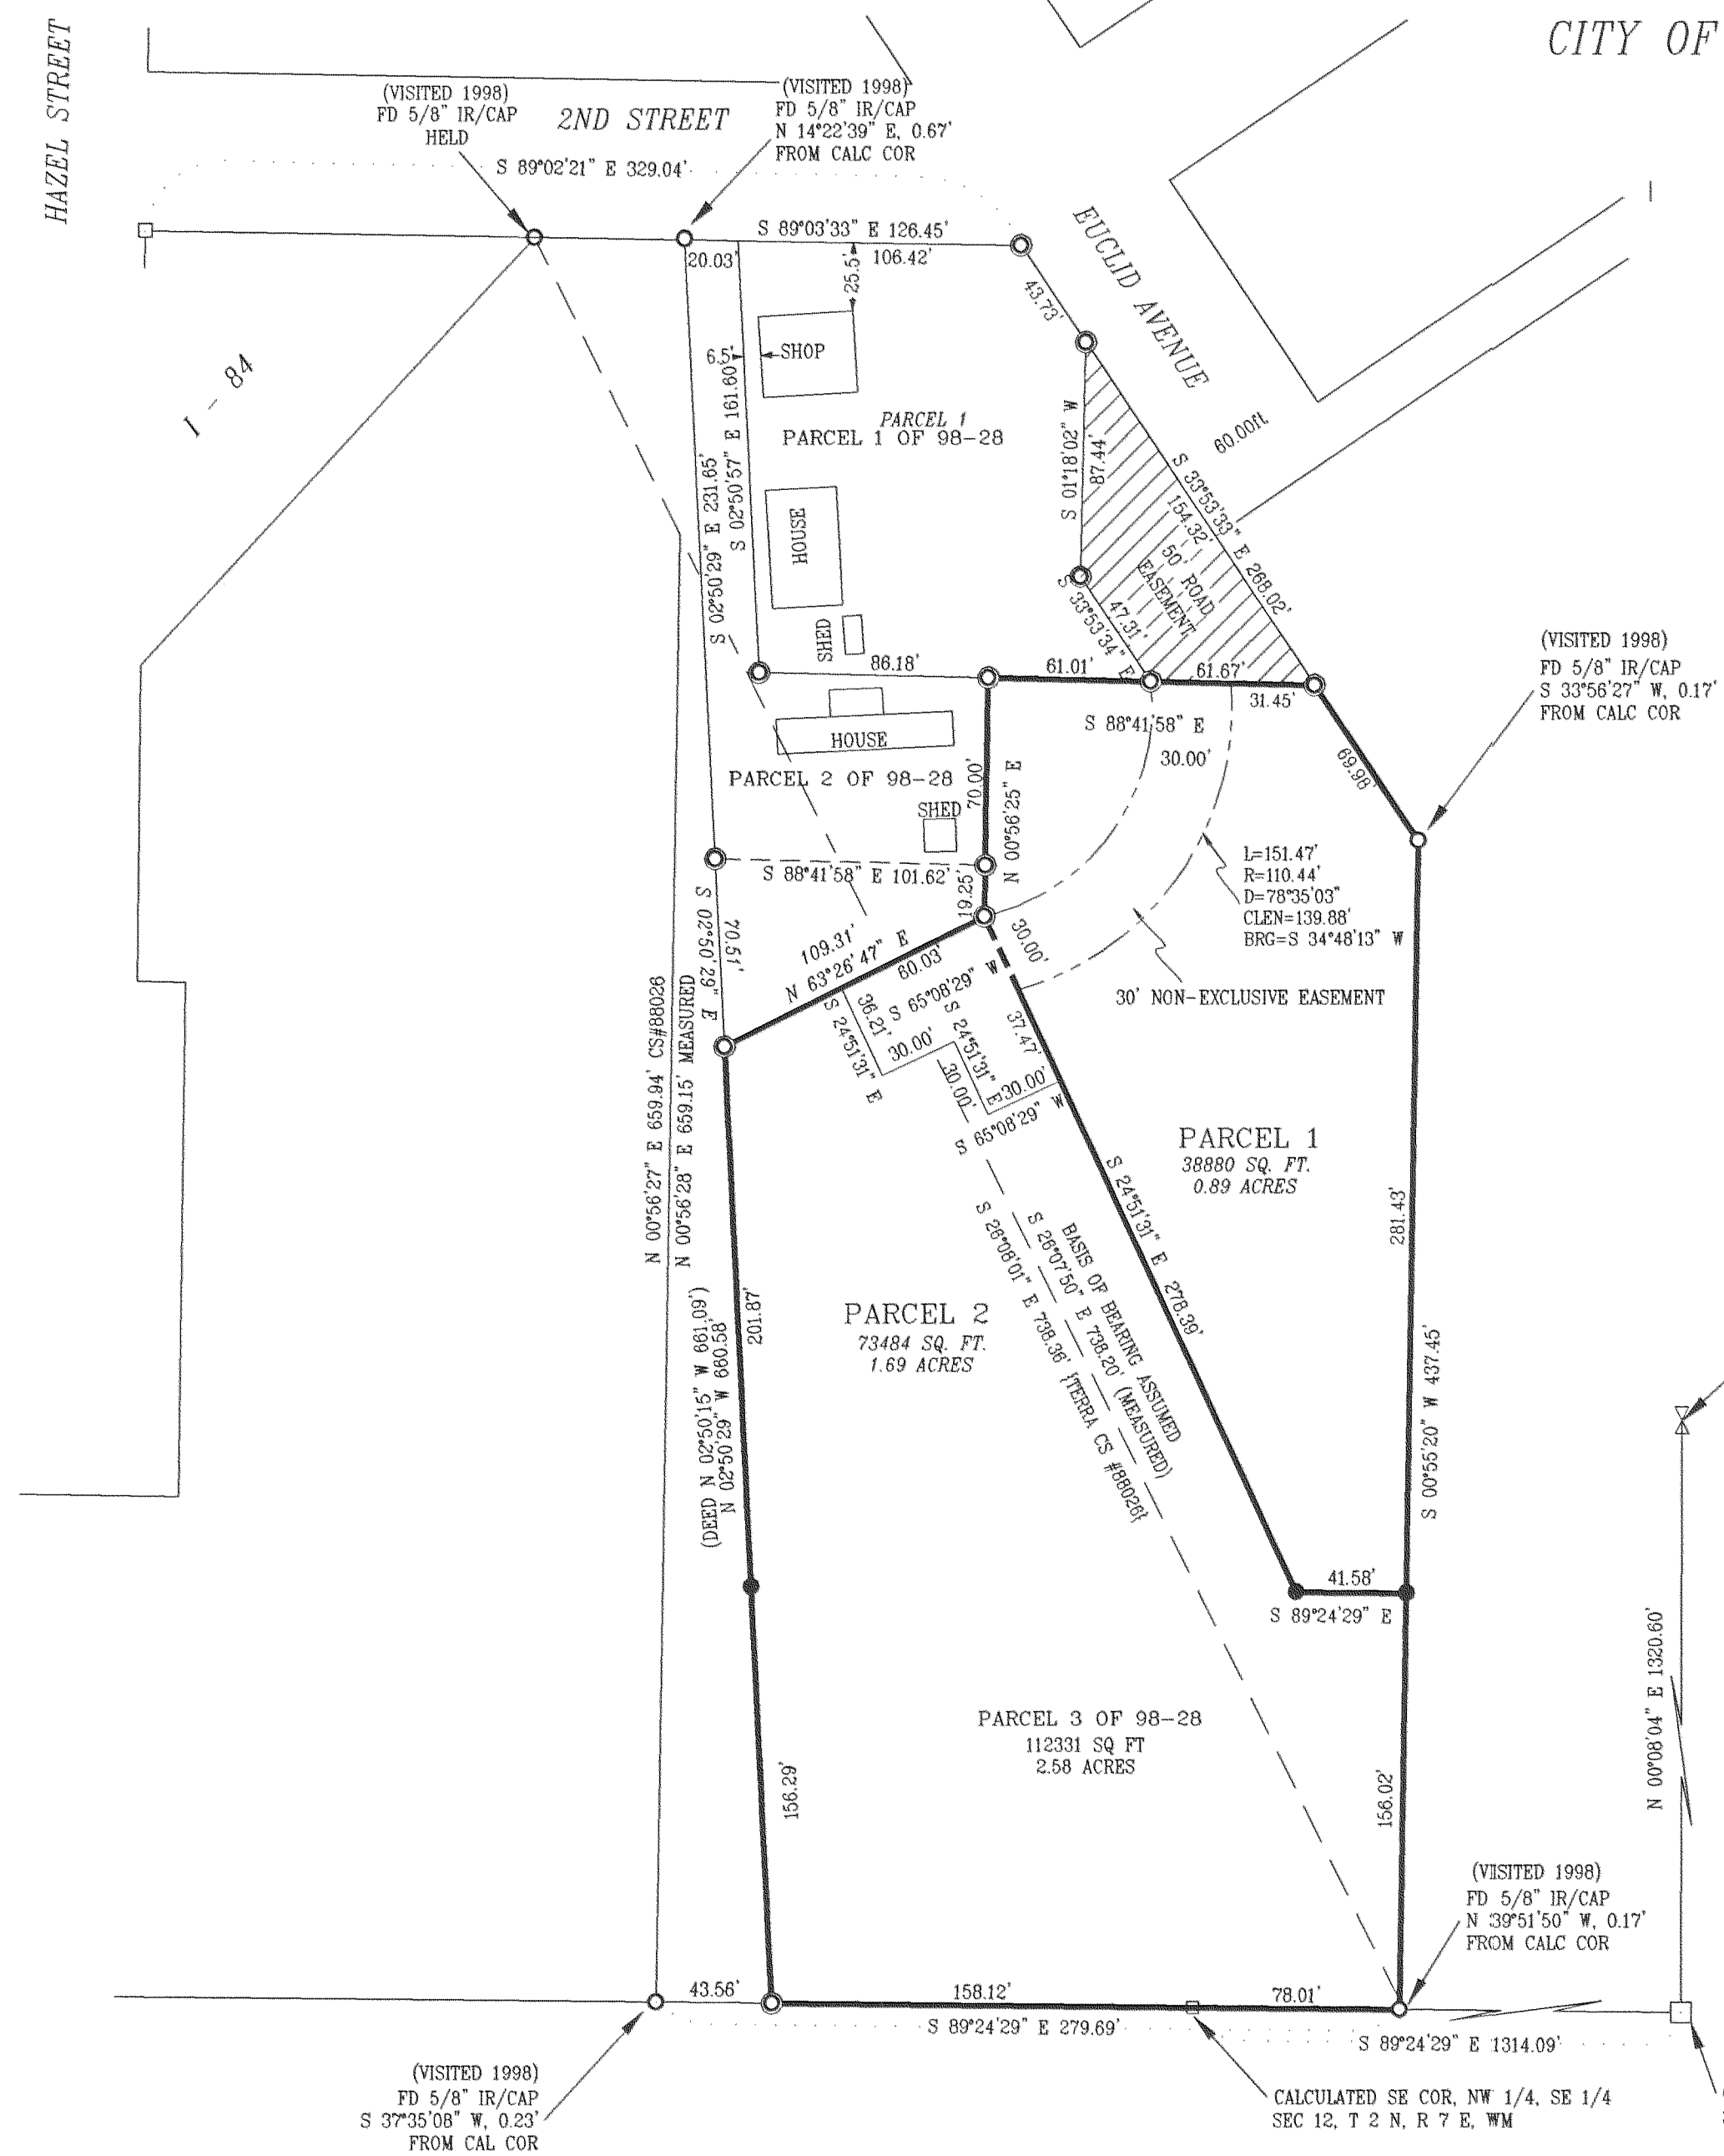 CITY OF
HAZEL STREET
(VISITED 1998)
FD 5/8" IR/CAP
HELD
2ND STREET
(VISITED 1998)
FD 5/8" IR/CAP
N 14°22'39" E, 0.67'
FROM CALC COR
S 89°02'21" E 329.04'
S 89°03'33" E 126.45'
20.03'
106.42'
25.5'
43.73'
EUCLID AVENUE
60.00ft
I - 84
6.5'
SHOP
S 02°50'29" E 231.65'
S 02°50'57" E 161.60'
PARCEL 1
PARCEL 1 OF 98-28
S 01°18'02" W
87.44'
S 33°53'33" E 268.02'
154.32'
50' ROAD
EASEMENT
47.31'
S 33°53'34" E
HOUSE
SHED
86.18'
61.01'
61.67'
31.45'
S 88°41'58" E
30.00'
(VISITED 1998)
FD 5/8" IR/CAP
S 33°56'27" W, 0.17'
FROM CALC COR
HOUSE
PARCEL 2 OF 98-28
SHED
70.00'
N 00°56'25" E
69.98'
S 88°41'58" E 101.62'
19.25'
L=151.47'
R=110.44'
D=78°35'03"
CLEN=139.88'
BRG=S 34°48'13" W
30' NON-EXCLUSIVE EASEMENT
S 02°50'29" E
70.51'
109.31'
N 63°26'47" E
60.03'
30.00'
S 65°08'29" W
36.21'
S 24°51'31" E
30.00'
S 24°51'31" E
30.00'
30.00'
S 65°08'29" W
37.47'
N 00°56'27" E 659.94' CS#88026
N 00°56'28" E 659.15' MEASURED
PARCEL 1
38880 SQ. FT.
0.89 ACRES
S 24°51'31" E 278.39'
281.43'
S 00°55'20" W 437.45'
BASIS OF BEARING ASSUMED
S 26°07'50" E 738.20' (MEASURED)
S 26°08'01" E 738.36' {TERRA CS #88026}
PARCEL 2
73484 SQ. FT.
1.69 ACRES
201.87'
(DEED N 02°50'15" W 661.09')
N 02°50'29" W 660.58'
41.58'
S 89°24'29" E
N 00°08'04" E 1320.60'
PARCEL 3 OF 98-28
112331 SQ FT
2.58 ACRES
156.29'
156.02'
(VISITED 1998)
FD 5/8" IR/CAP
N 39°51'50" W, 0.17'
FROM CALC COR
43.56'
158.12'
78.01'
S 89°24'29" E 279.69'
S 89°24'29" E 1314.09'
(VISITED 1998)
FD 5/8" IR/CAP
S 37°35'08" W, 0.23'
FROM CAL COR
CALCULATED SE COR, NW 1/4, SE 1/4
SEC 12, T 2 N, R 7 E, WM